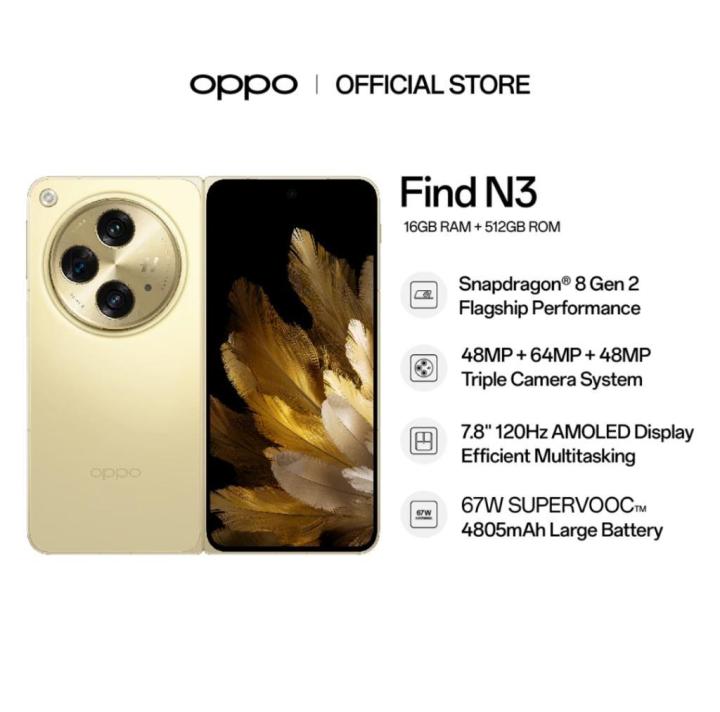 oppo | OFFICIAL STORE
Find N3
16GB RAM + 512GB ROM
Snapdragon® 8 Gen 2
Flagship Performance
48MP + 64MP + 48MP
Triple Camera System
7.8" 120Hz AMOLED Display
Efficient Multitasking
67W
67W SUPERVOOC™
4805mAh Large Battery
oppo